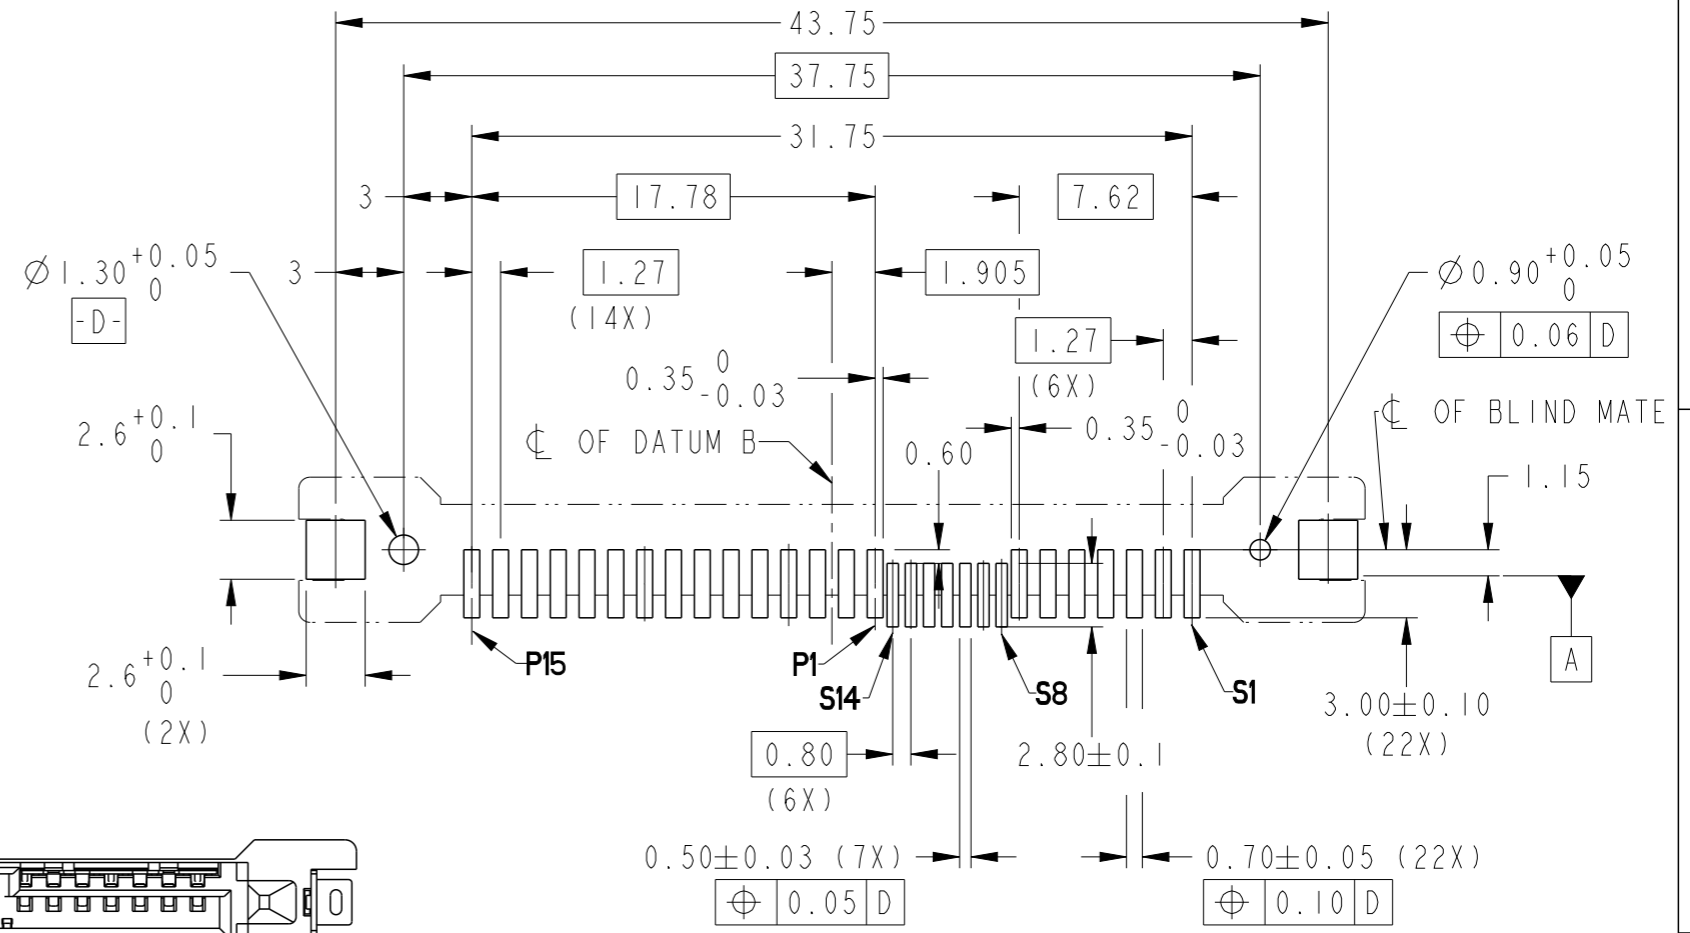 43.75
37.75
31.75
3
17.78
7.62
Ø1.30 +0.05 0
-D-
3
1.27
(14X)
1.905
Ø0.90 +0.05 0
⌖ 0.06 D
1.27
(6X)
0.35 0 -0.03
2.6 +0.1 0
℄ OF DATUM B
0.60
0.35 0 -0.03
℄ OF BLIND MATE
1.15
P15
P1
S14
S8
S1
A
2.6 +0.1 0
(2X)
3.00±0.10
(22X)
0.80
(6X)
2.80±0.1
0.50±0.03 (7X)
⌖ 0.05 D
0.70±0.05 (22X)
⌖ 0.10 D